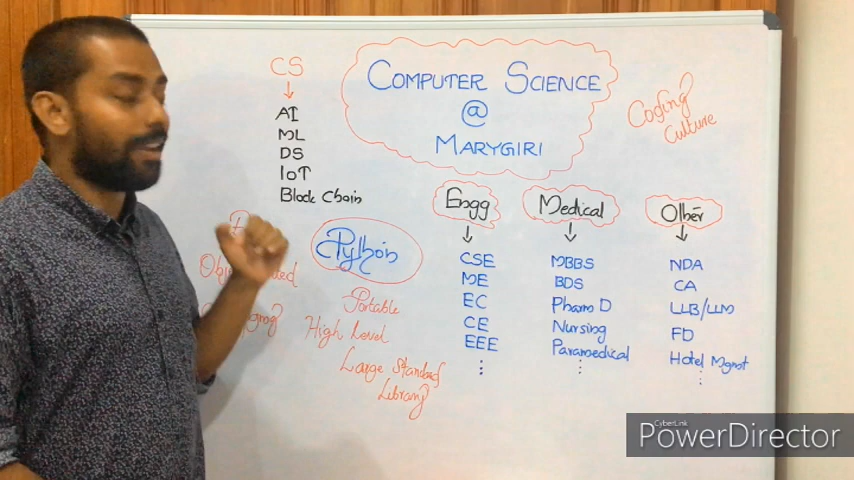 CS
AI
ML
DS
IoT
Block Chain
COMPUTER SCIENCE
@
MARYGIRI
Coding
Culture
Python
Portable
High Level
Large Standard
Library
Engg
CSE
ME
EC
CE
EEE
Medical
MBBS
BDS
Pharm D
Nursing
Paramedical
Other
NDA
CA
LLB/LLM
FD
Hotel Mgmt
CyberLink
PowerDirector